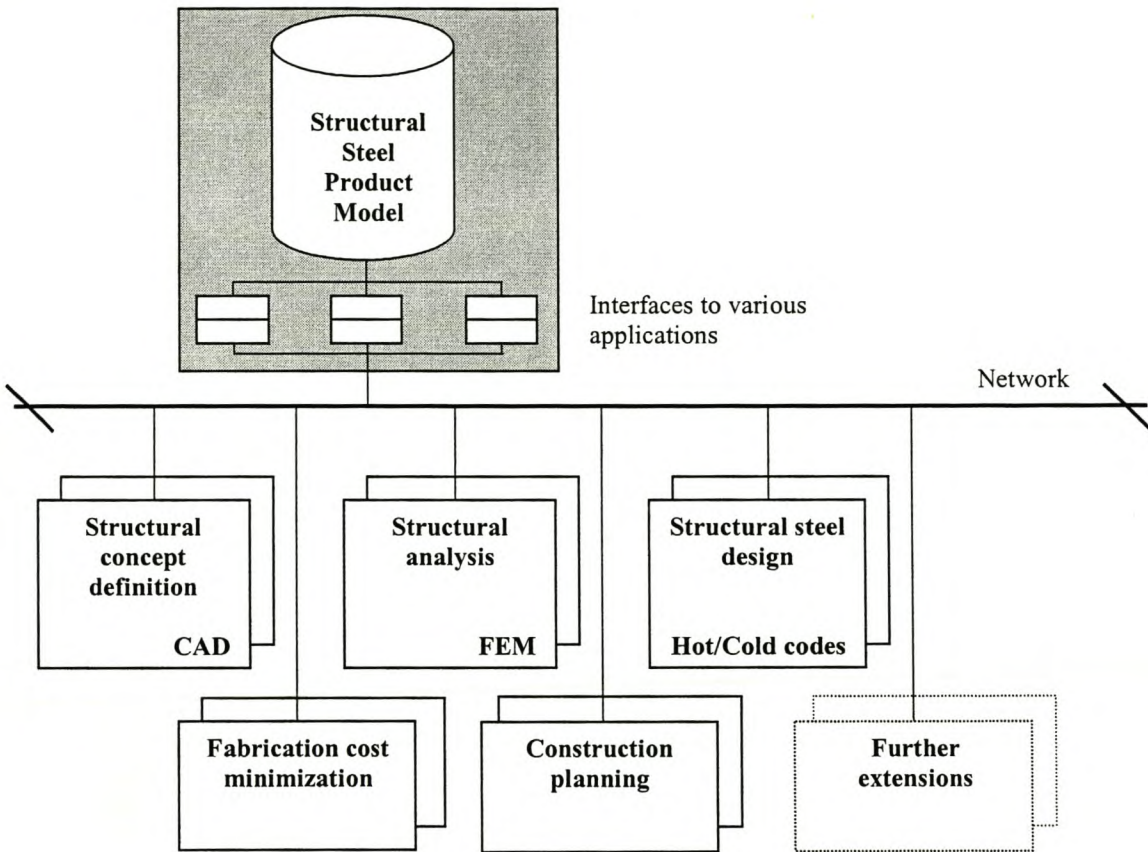 Structural
Steel
Product
Model
Interfaces to various
applications
Network
Structural
concept
definition
CAD
Structural
analysis
FEM
Structural steel
design
Hot/Cold codes
Fabrication cost
minimization
Construction
planning
Further
extensions